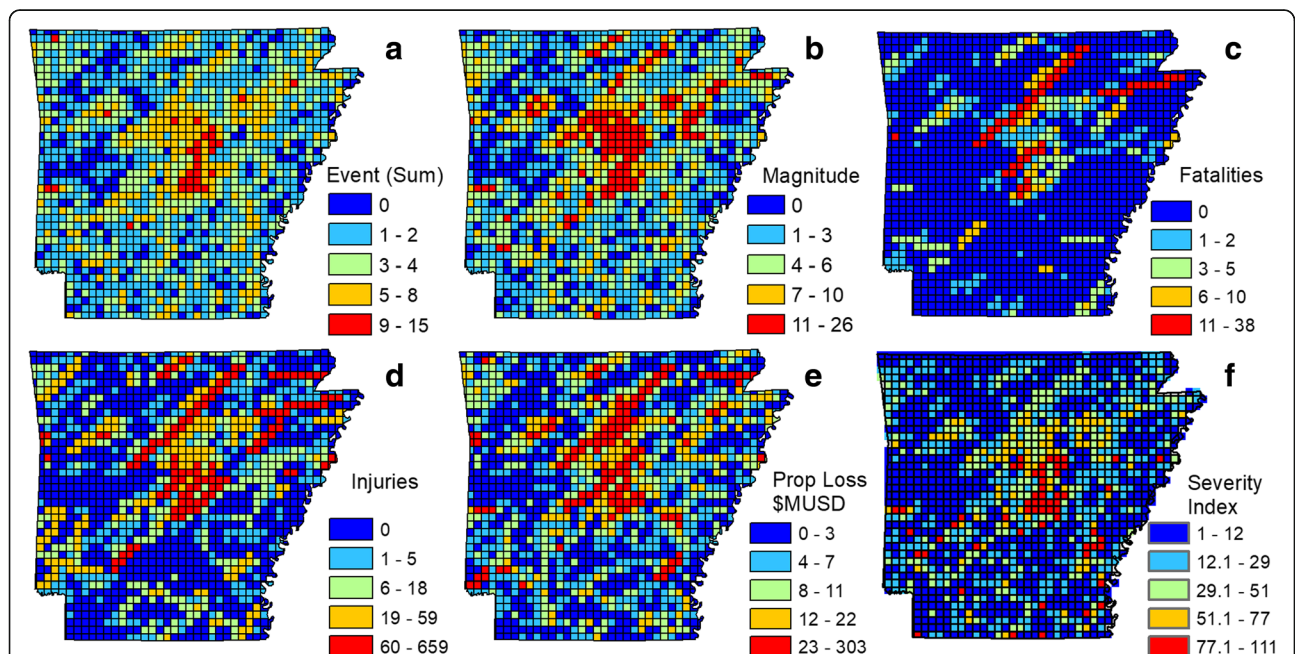 a
Event (Sum)
0
1 - 2
3 - 4
5 - 8
9 - 15
b
Magnitude
0
1 - 3
4 - 6
7 - 10
11 - 26
c
Fatalities
0
1 - 2
3 - 5
6 - 10
11 - 38
d
Injuries
0
1 - 5
6 - 18
19 - 59
60 - 659
e
Prop Loss
$MUSD
0 - 3
4 - 7
8 - 11
12 - 22
23 - 303
f
Severity
Index
1 - 12
12.1 - 29
29.1 - 51
51.1 - 77
77.1 - 111